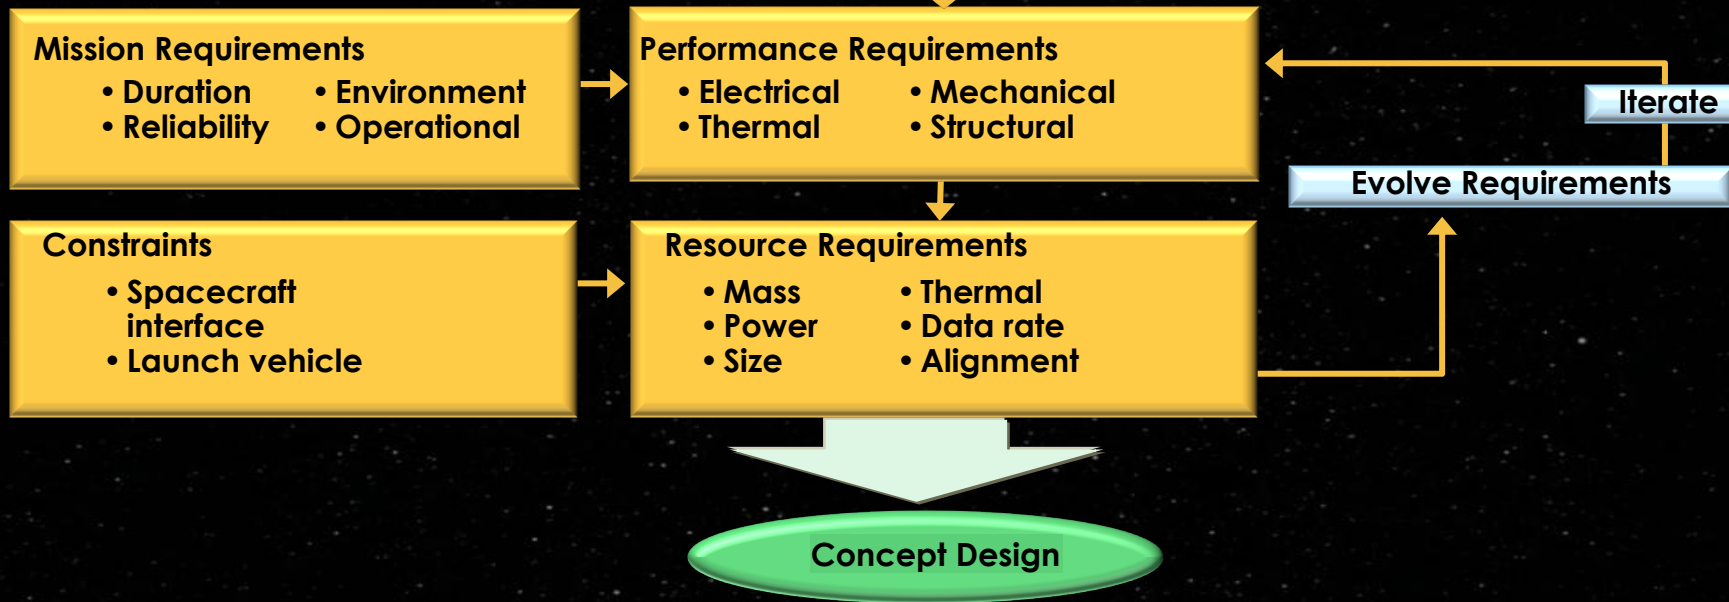 Mission Requirements
• Duration • Environment
• Reliability • Operational
Performance Requirements
• Electrical • Mechanical
• Thermal • Structural
Iterate
Evolve Requirements
Constraints
• Spacecraft
interface
• Launch vehicle
Resource Requirements
• Mass • Thermal
• Power • Data rate
• Size • Alignment
Concept Design